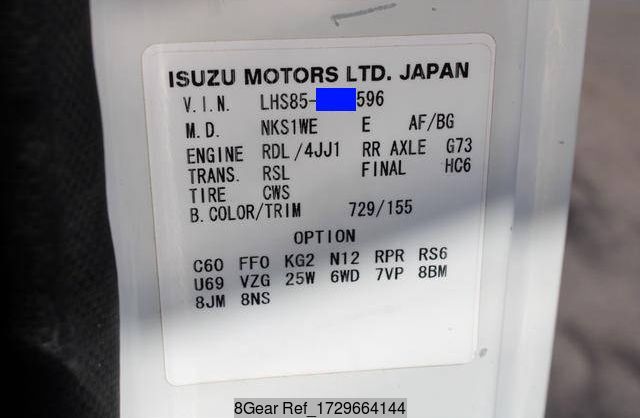 ISUZU MOTORS LTD. JAPAN
V.I.N. LHS85- 596
M.D. NKS1WE E AF/BG
ENGINE RDL/4JJ1 RR AXLE G73
TRANS. RSL FINAL HC6
TIRE CWS
B.COLOR/TRIM 729/155
OPTION
C60 FF0 KG2 N12 RPR RS6
U69 VZG 25W 6WD 7VP 8BM
8JM 8NS
8Gear Ref_1729664144